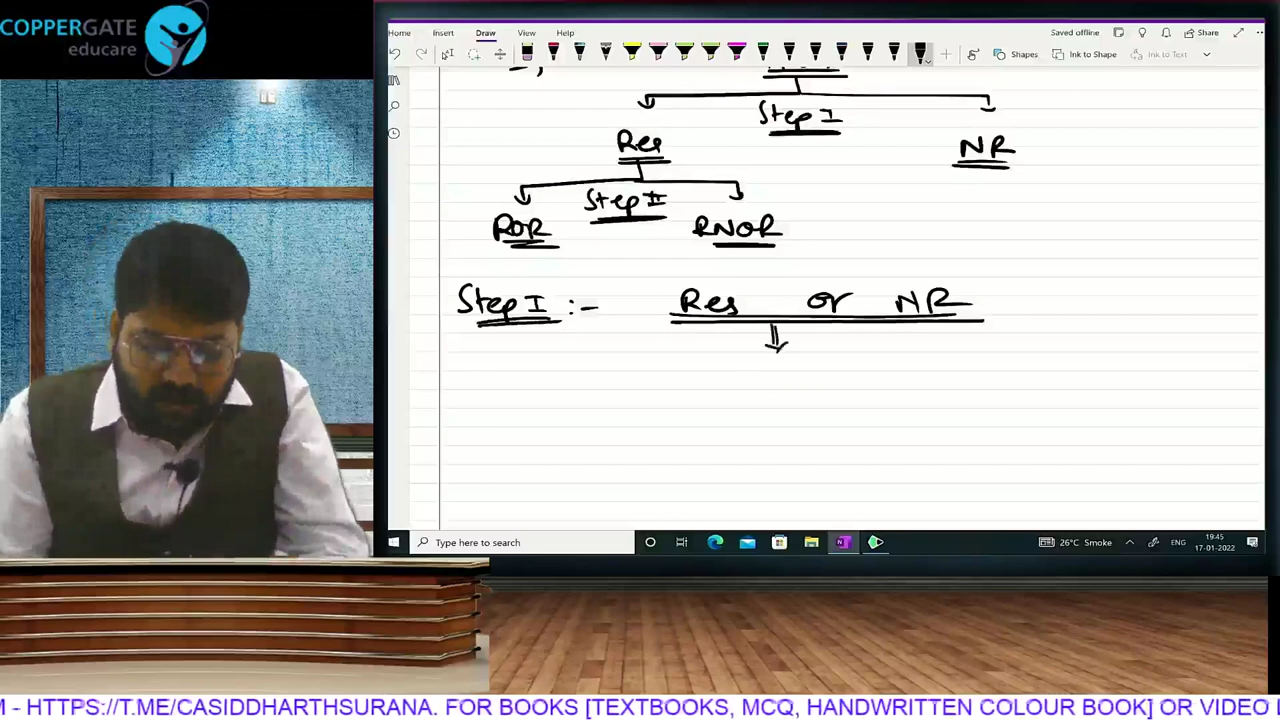 COPPERGATE
educare
Home Insert Draw View Help
Saved offline
Share
Shapes
Ink to Shape
Ink to Text
Step I
Res NR
Step II
ROR RNOR
Step I :- Res or NR
Type here to search
26°C Smoke
ENG
19:45
17-01-2022
M - HTTPS://T.ME/CASIDDHARTHSURANA. FOR BOOKS [TEXTBOOKS, MCQ, HANDWRITTEN COLOUR BOOK] OR VIDEO